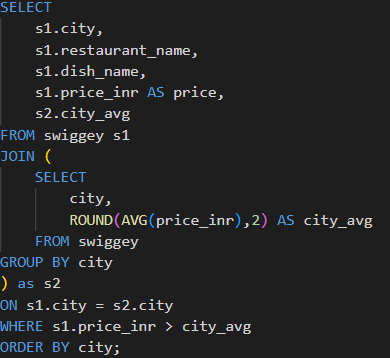 SELECT
    s1.city,
    s1.restaurant_name,
    s1.dish_name,
    s1.price_inr AS price,
    s2.city_avg
FROM swiggey s1
JOIN (
    SELECT
        city,
        ROUND(AVG(price_inr),2) AS city_avg
    FROM swiggey
GROUP BY city
) as s2
ON s1.city = s2.city
WHERE s1.price_inr > city_avg
ORDER BY city;